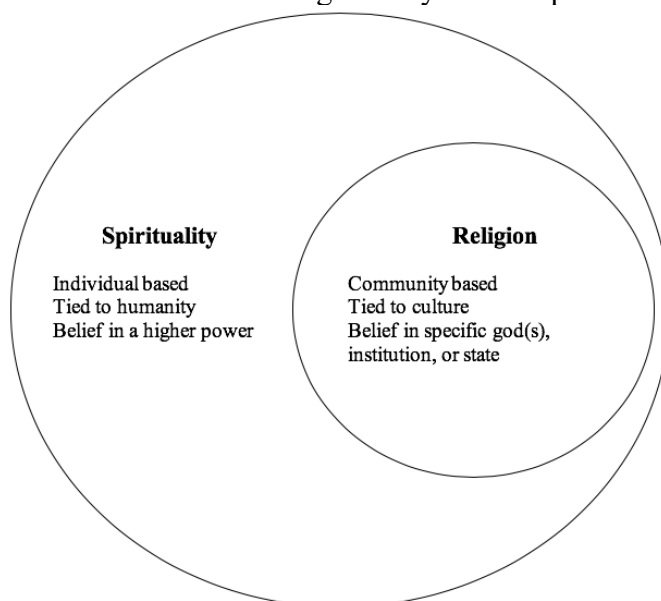 Spirituality
Individual based
Tied to humanity
Belief in a higher power
Religion
Community based
Tied to culture
Belief in specific god(s),
institution, or state